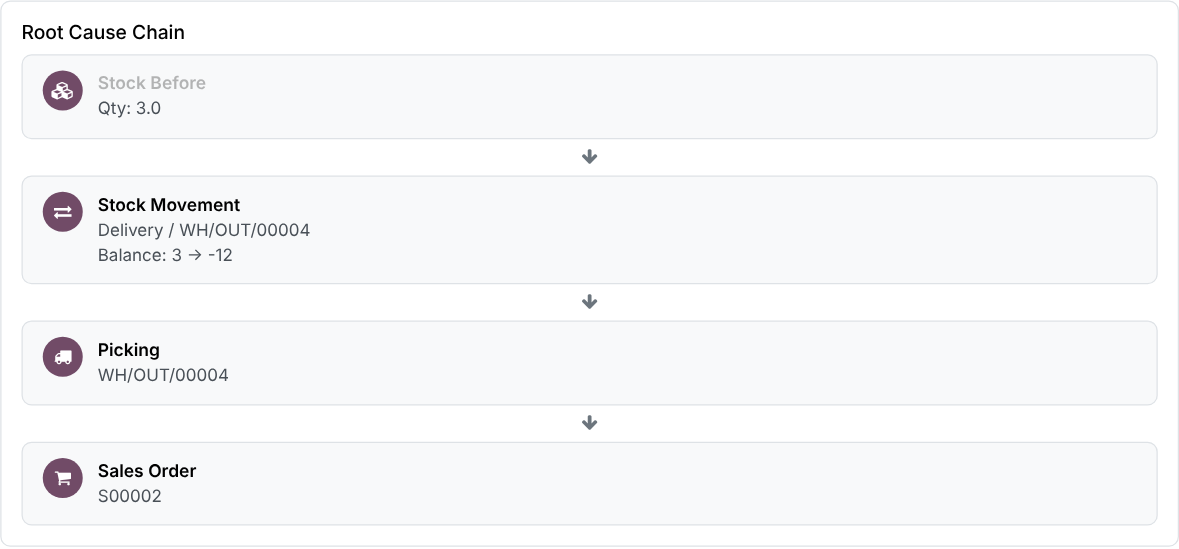 Root Cause Chain
Stock Before
Qty: 3.0
Stock Movement
Delivery / WH/OUT/00004
Balance: 3 → -12
Picking
WH/OUT/00004
Sales Order
S00002